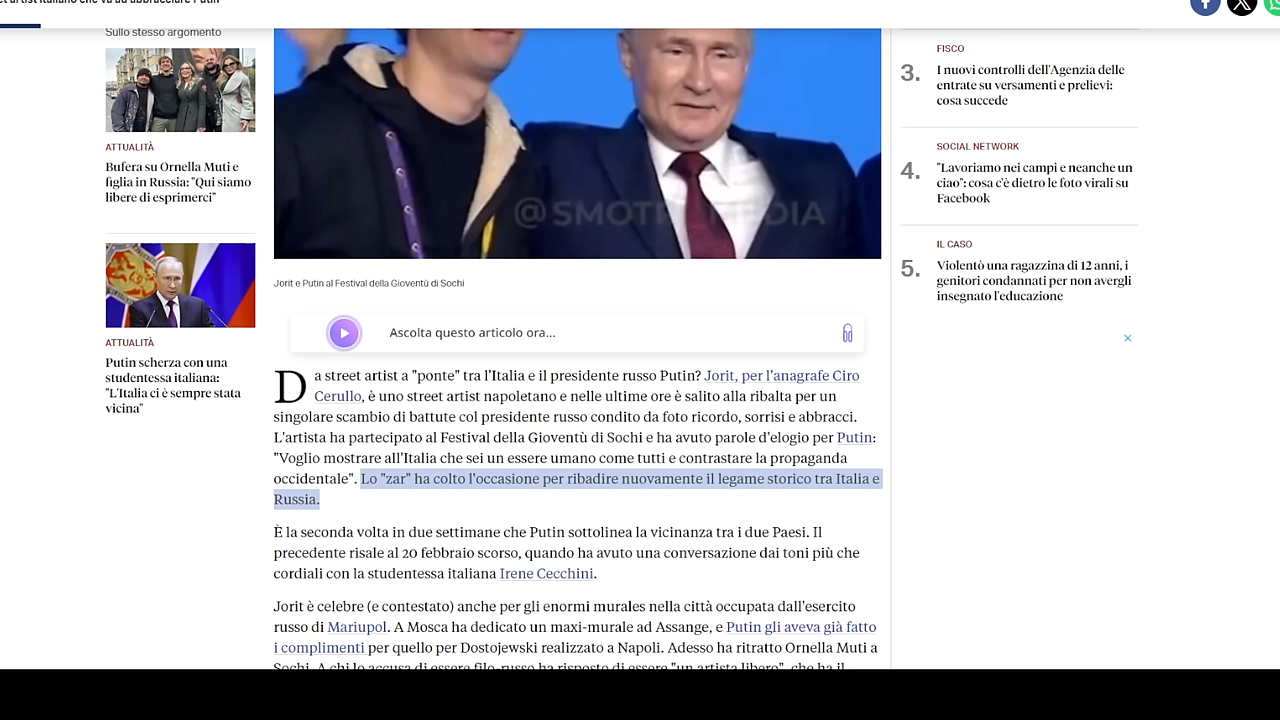 et artist italiano che va ad abbracciare Putin
Sullo stesso argomento
ATTUALITÀ
Bufera su Ornella Muti e
figlia in Russia: "Qui siamo
libere di esprimerci"
ATTUALITÀ
Putin scherza con una
studentessa italiana:
"L'Italia ci è sempre stata
vicina"
@SMOTRI MEDIA
Jorit e Putin al Festival della Gioventù di Sochi
Ascolta questo articolo ora...
Da street artist a "ponte" tra l'Italia e il presidente russo Putin? Jorit, per l'anagrafe Ciro
Cerullo, è uno street artist napoletano e nelle ultime ore è salito alla ribalta per un
singolare scambio di battute col presidente russo condito da foto ricordo, sorrisi e abbracci.
L'artista ha partecipato al Festival della Gioventù di Sochi e ha avuto parole d'elogio per Putin:
"Voglio mostrare all'Italia che sei un essere umano come tutti e contrastare la propaganda
occidentale". Lo "zar" ha colto l'occasione per ribadire nuovamente il legame storico tra Italia e
Russia.
È la seconda volta in due settimane che Putin sottolinea la vicinanza tra i due Paesi. Il
precedente risale al 20 febbraio scorso, quando ha avuto una conversazione dai toni più che
cordiali con la studentessa italiana Irene Cecchini.
Jorit è celebre (e contestato) anche per gli enormi murales nella città occupata dall'esercito
russo di Mariupol. A Mosca ha dedicato un maxi-murale ad Assange, e Putin gli aveva già fatto
i complimenti per quello per Dostojewski realizzato a Napoli. Adesso ha ritratto Ornella Muti a
Sochi. A chi lo accusa di essere filo-russo ha risposto di essere "un artista libero", che ha il
FISCO
3.
I nuovi controlli dell'Agenzia delle
entrate su versamenti e prelievi:
cosa succede
SOCIAL NETWORK
4.
"Lavoriamo nei campi e neanche un
ciao": cosa c'è dietro le foto virali su
Facebook
IL CASO
5.
Violentò una ragazzina di 12 anni, i
genitori condannati per non avergli
insegnato l'educazione